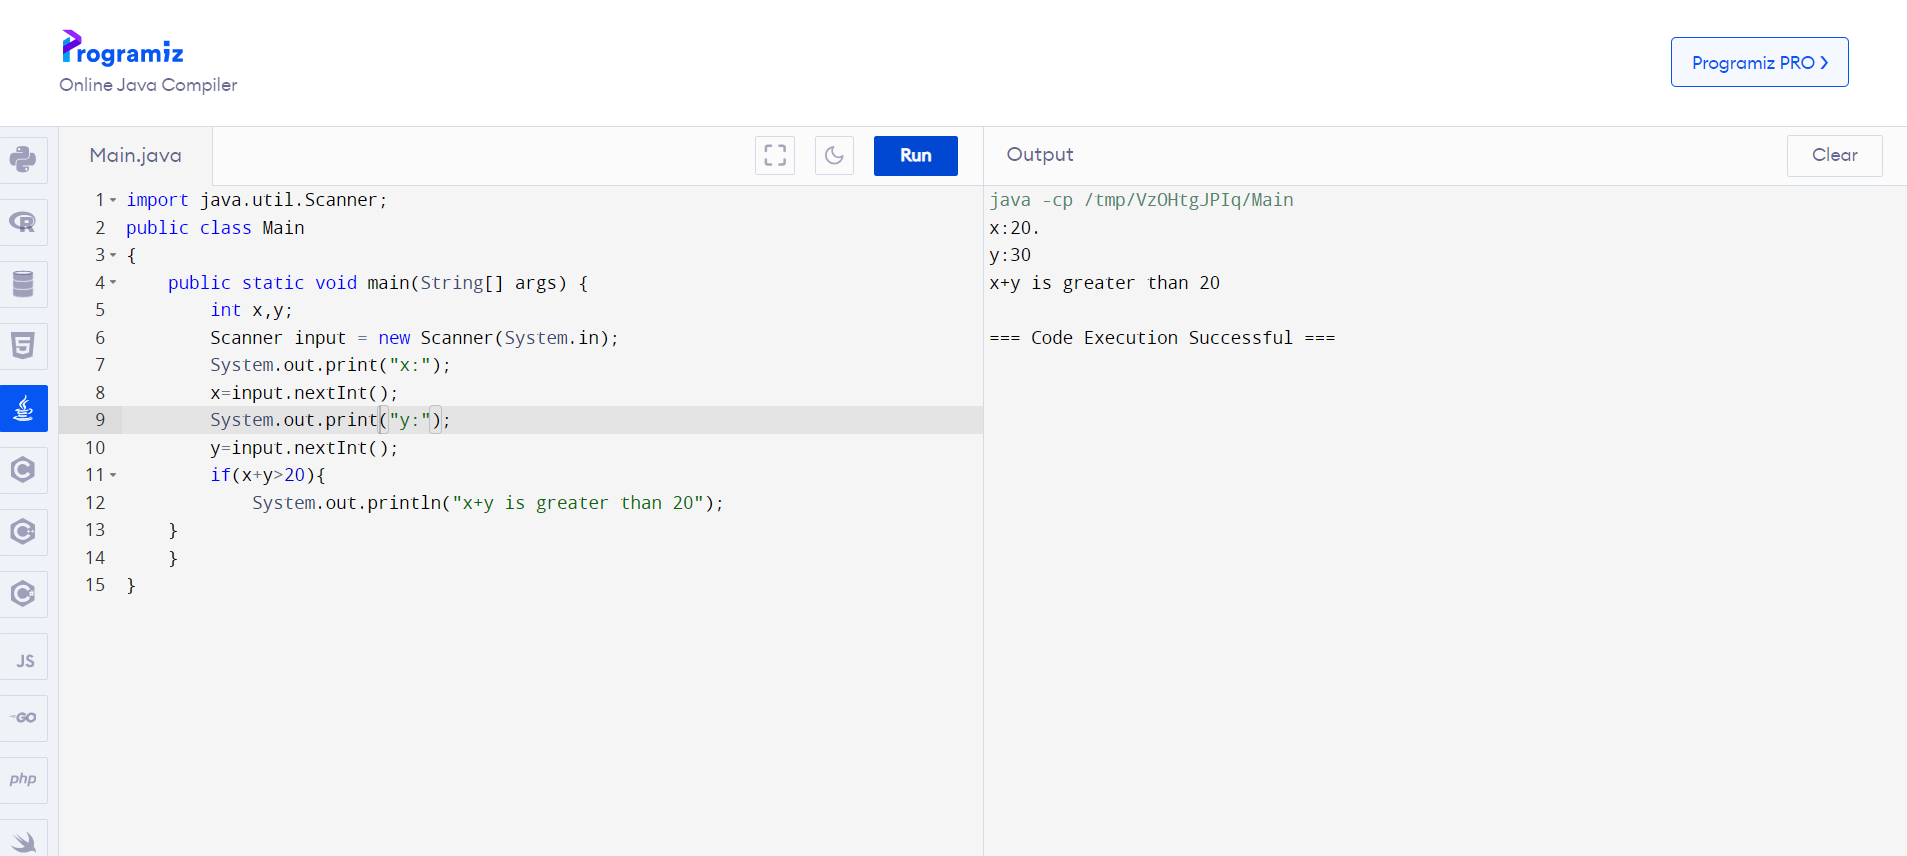 Programiz
Online Java Compiler
Programiz PRO
Main.java
Run
1 import java.util.Scanner;
2 public class Main
3 {
4     public static void main(String[] args) {
5         int x,y;
6         Scanner input = new Scanner(System.in);
7         System.out.print("x:");
8         x=input.nextInt();
9         System.out.print("y:");
10         y=input.nextInt();
11         if(x+y>20){
12             System.out.println("x+y is greater than 20");
13     }
14     }
15 }
Output
Clear
java -cp /tmp/VzOHtgJPIq/Main
x:20.
y:30
x+y is greater than 20
=== Code Execution Successful ===
R
5
C
C++
C#
JS
GO
php